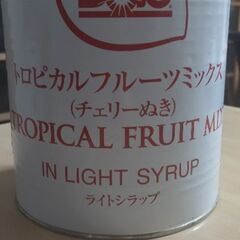 トロピカルフルーツミックス
(チェリーぬき)
TROPICAL FRUIT MIX
IN LIGHT SYRUP
ライトシラップ